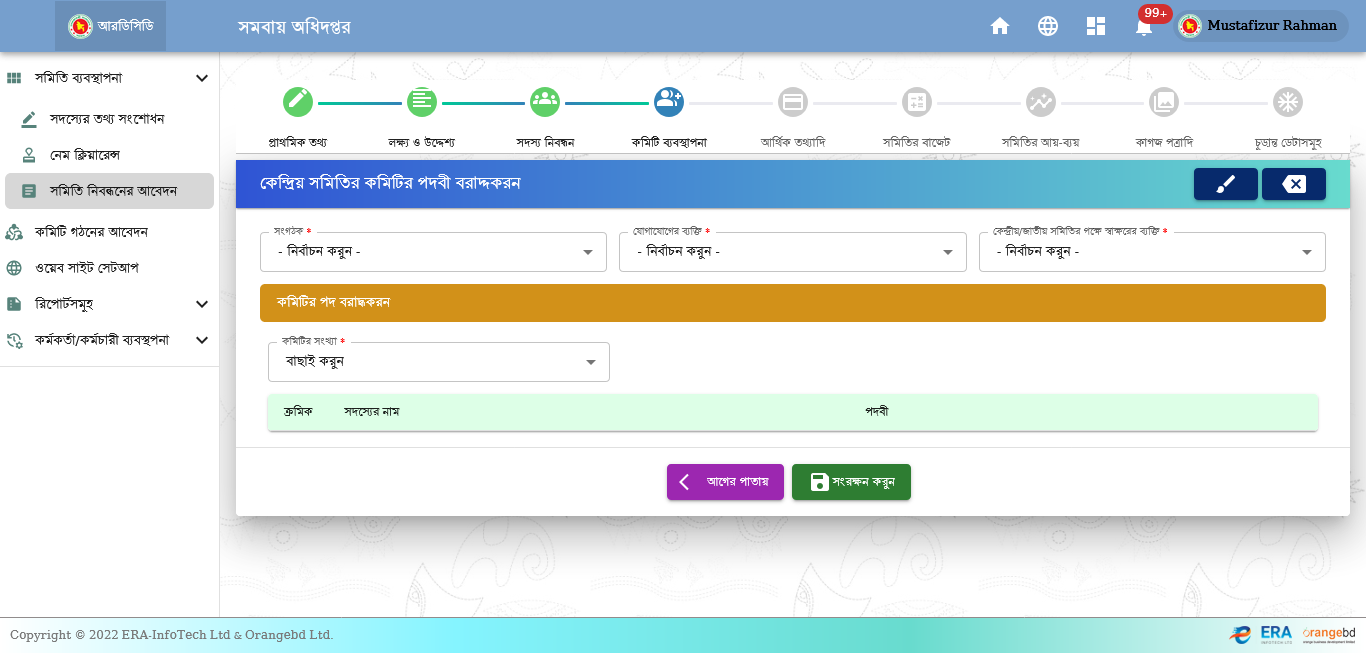 আরডিসিডি
সমবায় অধিদপ্তর
99+
Mustafizur Rahman
সমিতি ব্যবস্থাপনা
সদস্যের তথ্য সংশোধন
নেম ক্লিয়ারেন্স
সমিতি নিবন্ধনের আবেদন
কমিটি গঠনের আবেদন
ওয়েব সাইট সেটআপ
রিপোর্টসমূহ
কর্মকর্তা/কর্মচারী ব্যবস্থপনা
প্রাথমিক তথ্য
লক্ষ্য ও উদ্দেশ্য
সদস্য নিবন্ধন
কমিটি ব্যবস্থাপনা
আর্থিক তথ্যাদি
সমিতির বাজেট
সমিতির আয়-ব্যয়
কাগজ পত্রাদি
চুড়ান্ত ডেটাসমূহ
কেন্দ্রিয় সমিতির কমিটির পদবী বরাদ্দকরন
সংগঠক *
- নির্বাচন করুন -
যোগাযোগের ব্যক্তি *
- নির্বাচন করুন -
কেন্দ্রীয়/জাতীয় সমিতির পক্ষে স্বাক্ষরের ব্যক্তি *
- নির্বাচন করুন -
কমিটির পদ বরাদ্ধকরন
কমিটির সংখ্যা *
বাছাই করুন
ক্রমিক সদস্যের নাম পদবী
আগের পাতায়
সংরক্ষন করুন
Copyright © 2022 ERA-InfoTech Ltd & Orangebd Ltd.
ERA
INFOTECH LTD
orangebd